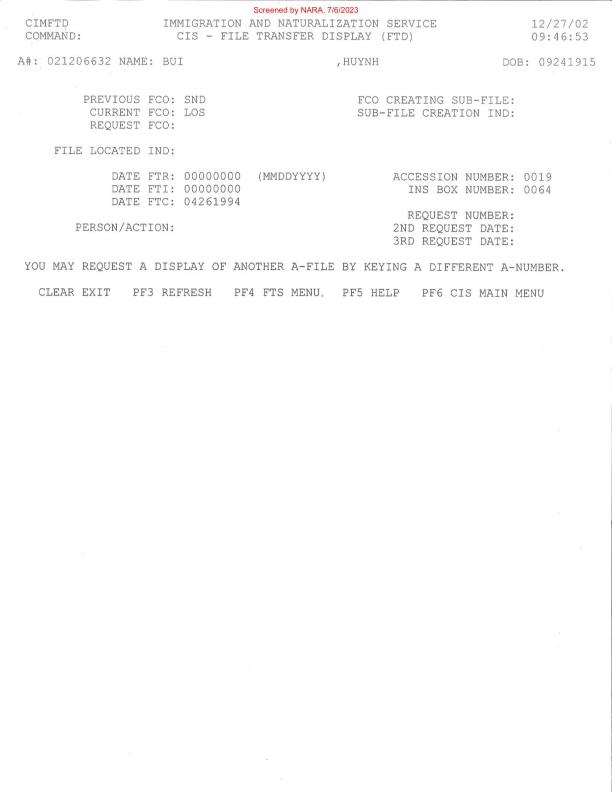 Screened by NARA, 7/6/2023
CIMFTD IMMIGRATION AND NATURALIZATION SERVICE 12/27/02
COMMAND: CIS - FILE TRANSFER DISPLAY (FTD) 09:46:53
A#: 021206632 NAME: BUI ,HUYNH DOB: 09241915
PREVIOUS FCO: SND FCO CREATING SUB-FILE:
CURRENT FCO: LOS SUB-FILE CREATION IND:
REQUEST FCO:
FILE LOCATED IND:
DATE FTR: 00000000 (MMDDYYYY) ACCESSION NUMBER: 0019
DATE FTI: 00000000 INS BOX NUMBER: 0064
DATE FTC: 04261994
REQUEST NUMBER:
PERSON/ACTION: 2ND REQUEST DATE:
3RD REQUEST DATE:
YOU MAY REQUEST A DISPLAY OF ANOTHER A-FILE BY KEYING A DIFFERENT A-NUMBER.
CLEAR EXIT PF3 REFRESH PF4 FTS MENU. PF5 HELP PF6 CIS MAIN MENU